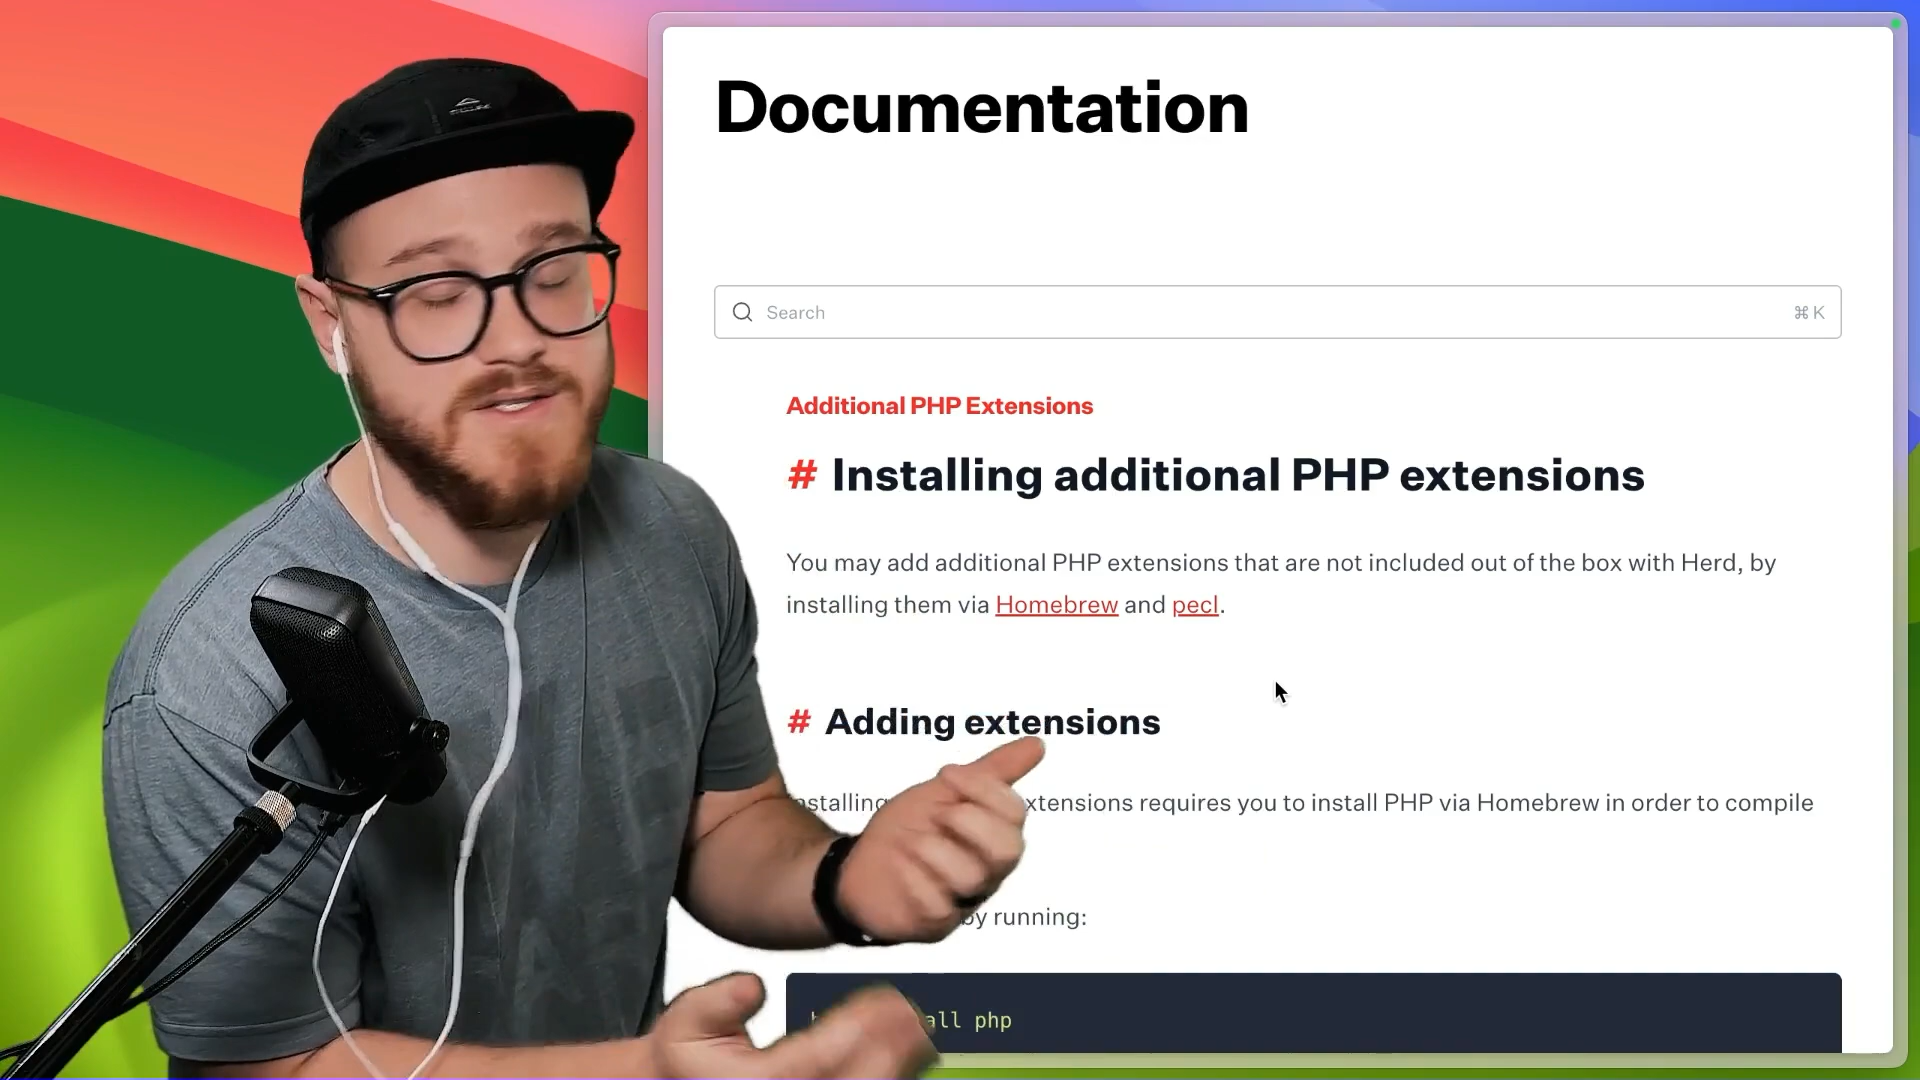 Documentation
Search
⌘ K
Additional PHP Extensions
# Installing additional PHP extensions
You may add additional PHP extensions that are not included out of the box with Herd, by
installing them via Homebrew and pecl.
# Adding extensions
xtensions requires you to install PHP via Homebrew in order to compile
by running:
all php